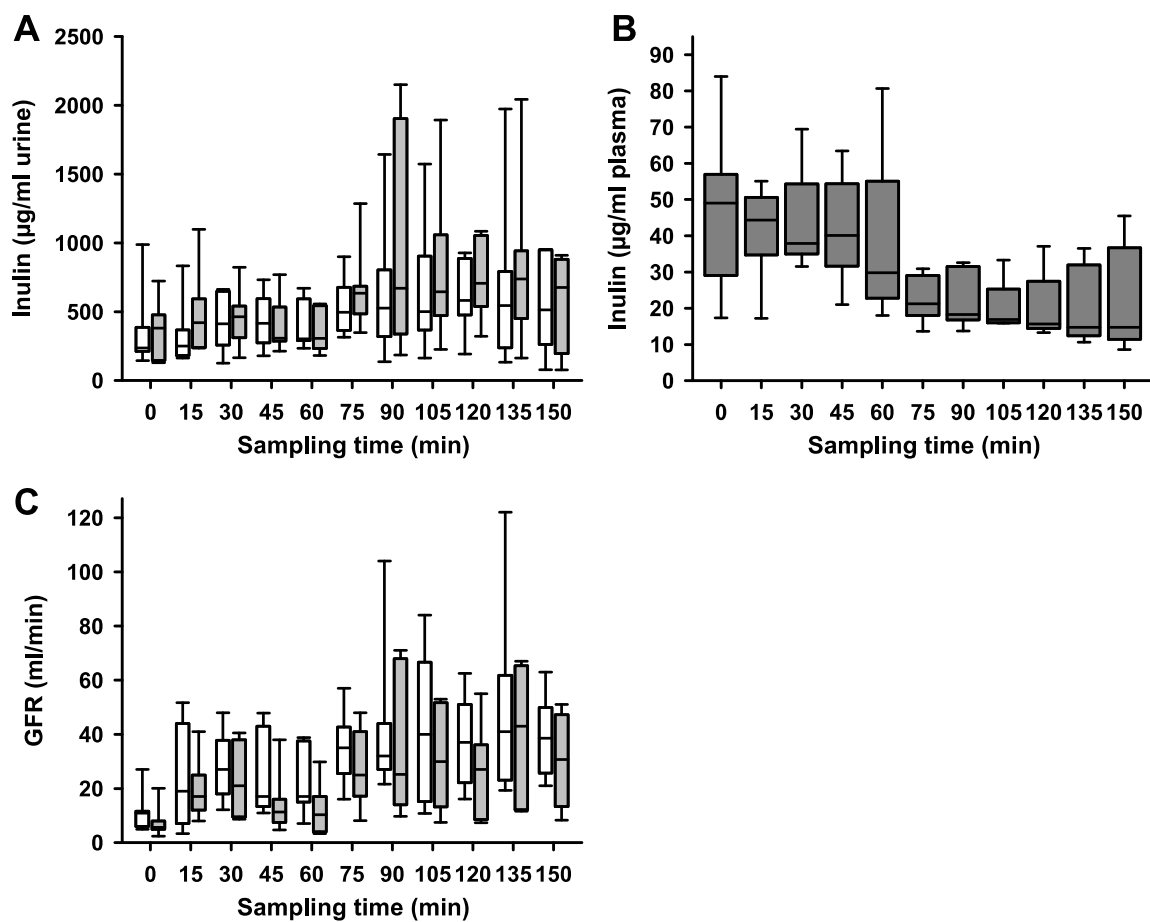 A
Inulin (µg/ml urine)
2500
2000
1500
1000
500
0
0 15 30 45 60 75 90 105 120 135 150
Sampling time (min)
B
Inulin (µg/ml plasma)
90
80
70
60
50
40
30
20
10
0
0 15 30 45 60 75 90 105 120 135 150
Sampling time (min)
C
GFR (ml/min)
120
100
80
60
40
20
0
0 15 30 45 60 75 90 105 120 135 150
Sampling time (min)